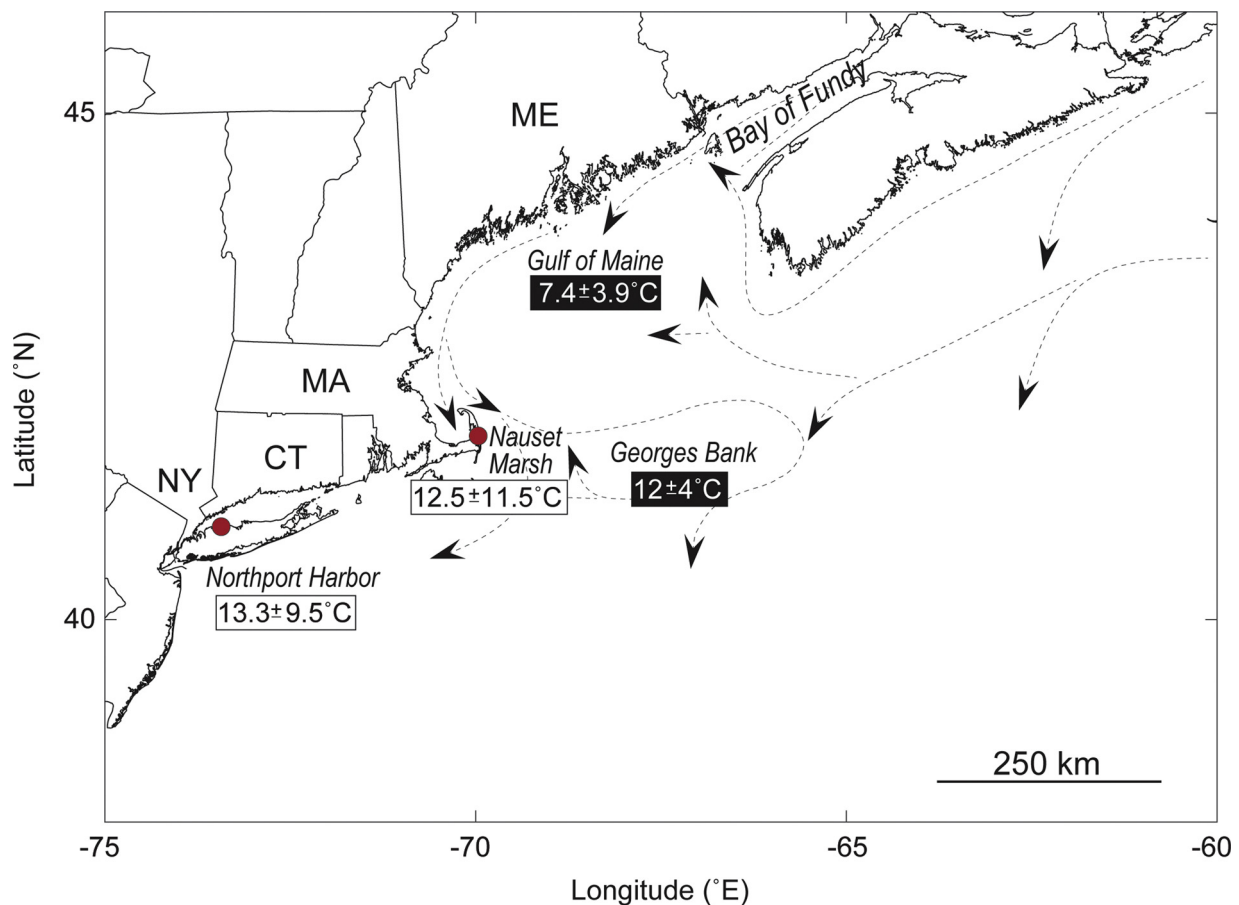 45
ME
Bay of Fundy
Gulf of Maine
7.4±3.9˚C
MA
Nauset
Marsh
12.5±11.5˚C
Georges Bank
12±4˚C
CT
NY
Northport Harbor
13.3±9.5˚C
40
250 km
-75
-70
-65
-60
Latitude (˚N)
Longitude (˚E)